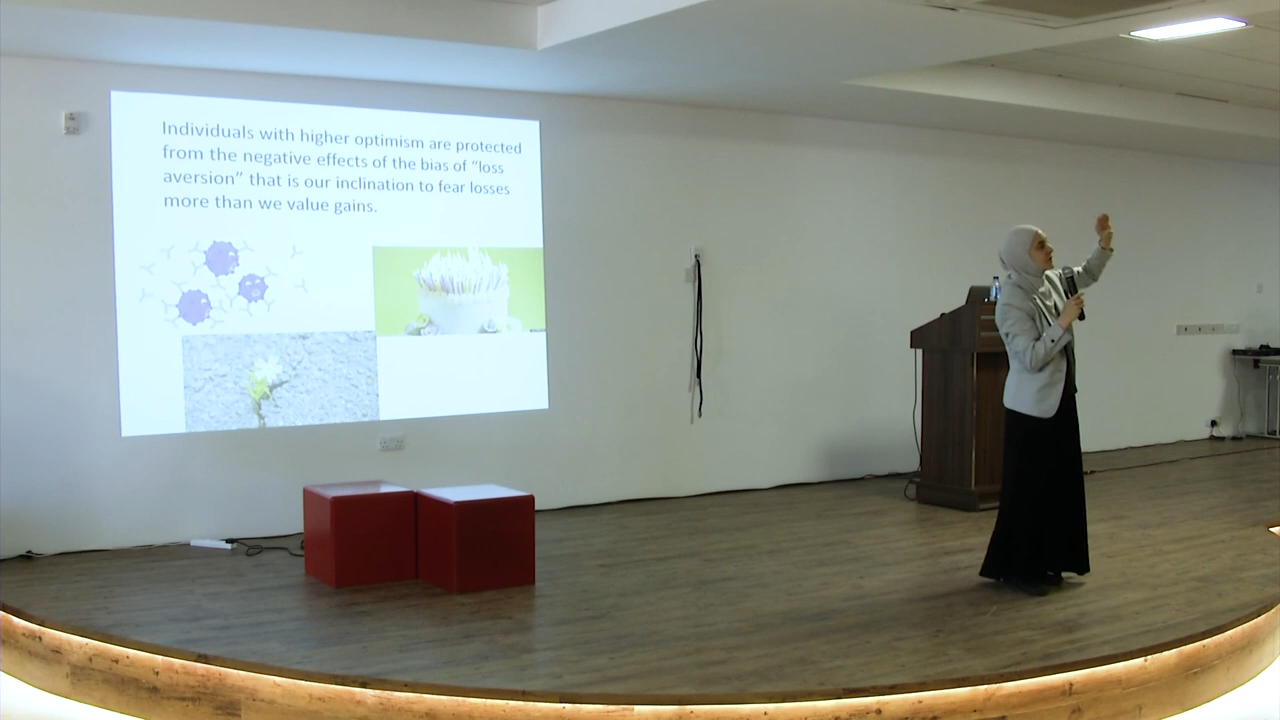 Individuals with higher optimism are protected
from the negative effects of the bias of “loss
aversion” that is our inclination to fear losses
more than we value gains.